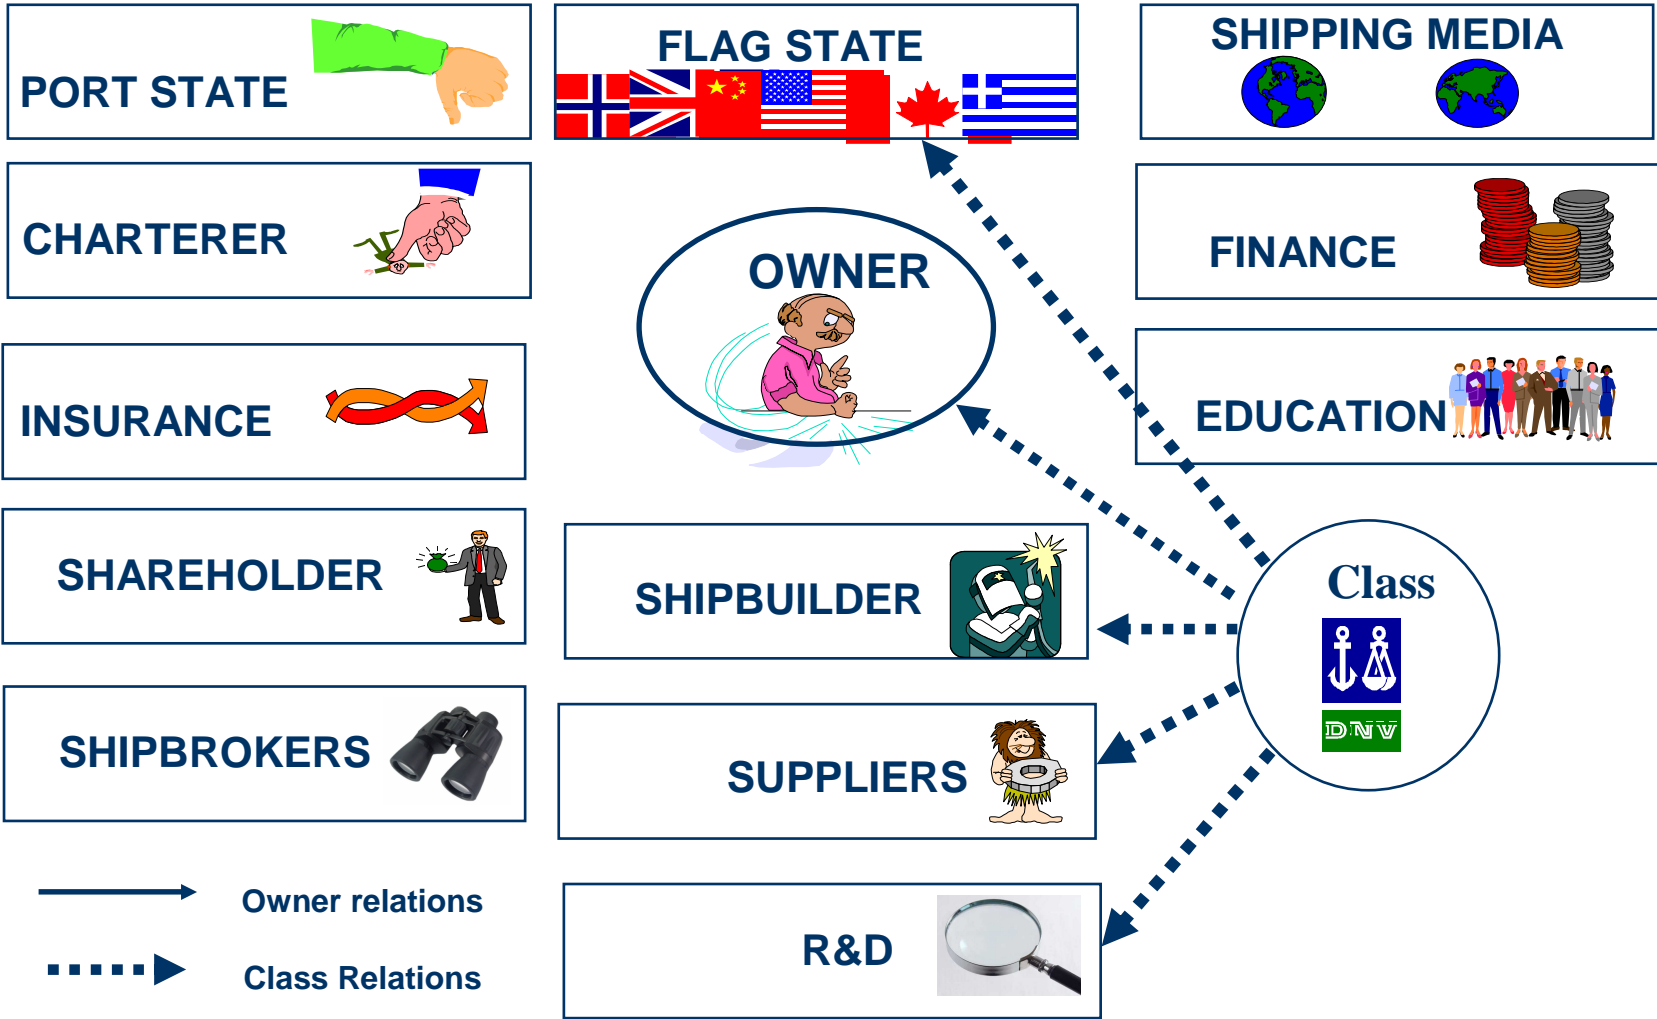 PORT STATE
FLAG STATE
SHIPPING MEDIA
CHARTERER
OWNER
FINANCE
INSURANCE
EDUCATION
SHAREHOLDER
SHIPBUILDER
Class
DNV
SHIPBROKERS
SUPPLIERS
Owner relations
R&D
Class Relations